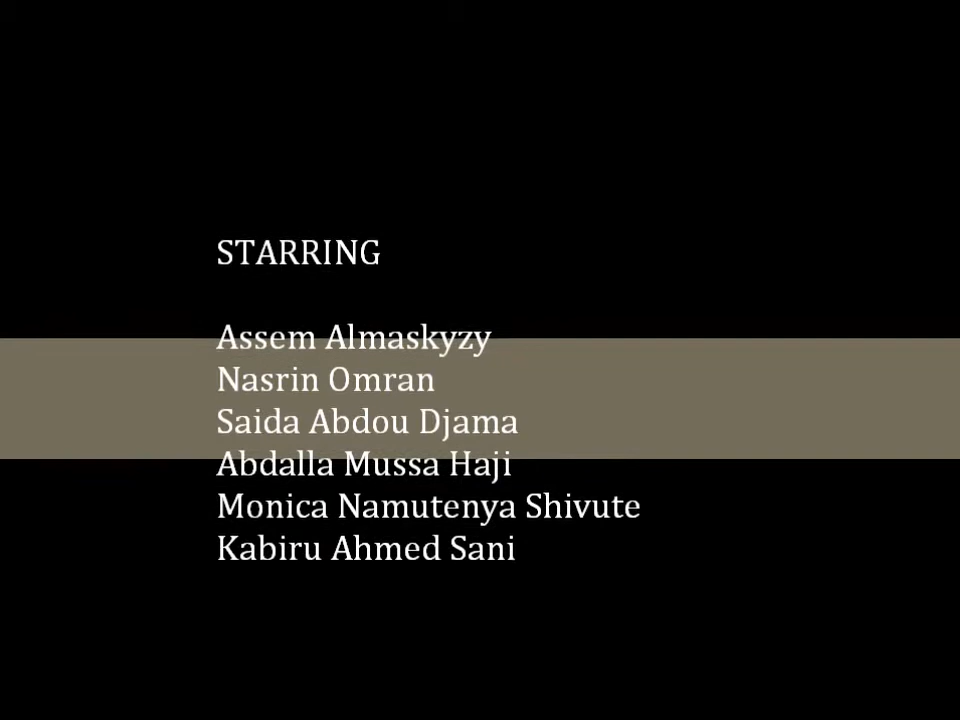 STARRING
Assem Almaskyzy
Nasrin Omran
Saida Abdou Djama
Abdalla Mussa Haji
Monica Namutenya Shivute
Kabiru Ahmed Sani